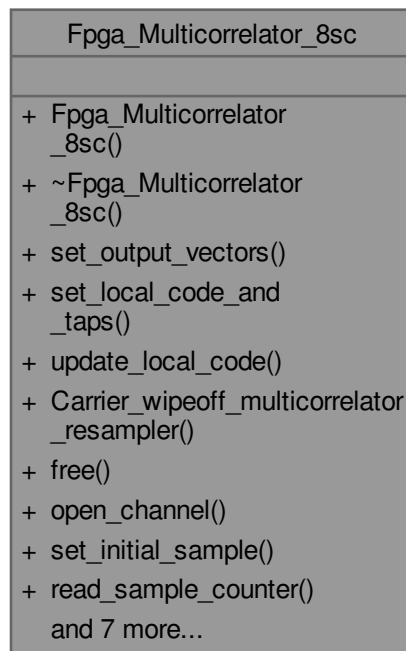 Fpga_Multicorrelator_8sc
+ Fpga_Multicorrelator
_8sc()
+ ~Fpga_Multicorrelator
_8sc()
+ set_output_vectors()
+ set_local_code_and
_taps()
+ update_local_code()
+ Carrier_wipeoff_multicorrelator
_resampler()
+ free()
+ open_channel()
+ set_initial_sample()
+ read_sample_counter()
and 7 more...